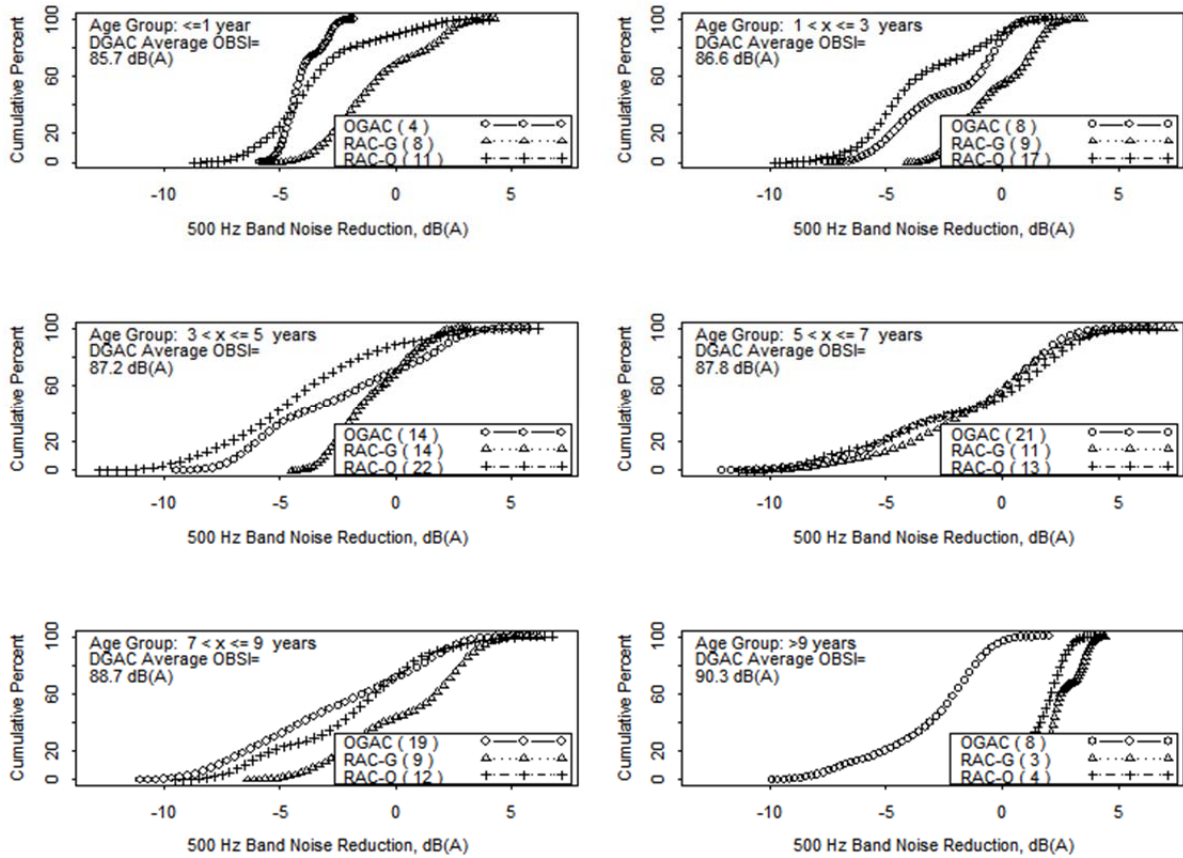 Age Group: <=1 year
DGAC Average OBSI=
85.7 dB(A)
Cumulative Percent
0 20 60 100
OGAC ( 4 )
RAC-G ( 8 )
RAC-O ( 11 )
-10 -5 0 5
500 Hz Band Noise Reduction, dB(A)
Age Group: 1 < x <= 3 years
DGAC Average OBSI=
86.6 dB(A)
Cumulative Percent
0 20 60 100
OGAC ( 8 )
RAC-G ( 9 )
RAC-O ( 17 )
-10 -5 0 5
500 Hz Band Noise Reduction, dB(A)
Age Group: 3 < x <= 5 years
DGAC Average OBSI=
87.2 dB(A)
Cumulative Percent
0 20 60 100
OGAC ( 14 )
RAC-G ( 14 )
RAC-O ( 22 )
-10 -5 0 5
500 Hz Band Noise Reduction, dB(A)
Age Group: 5 < x <= 7 years
DGAC Average OBSI=
87.8 dB(A)
Cumulative Percent
0 20 60 100
OGAC ( 21 )
RAC-G ( 11 )
RAC-O ( 13 )
-10 -5 0 5
500 Hz Band Noise Reduction, dB(A)
Age Group: 7 < x <= 9 years
DGAC Average OBSI=
88.7 dB(A)
Cumulative Percent
0 20 60 100
OGAC ( 19 )
RAC-G ( 9 )
RAC-O ( 12 )
-10 -5 0 5
500 Hz Band Noise Reduction, dB(A)
Age Group: >9 years
DGAC Average OBSI=
90.3 dB(A)
Cumulative Percent
0 20 60 100
OGAC ( 8 )
RAC-G ( 3 )
RAC-O ( 4 )
-10 -5 0 5
500 Hz Band Noise Reduction, dB(A)